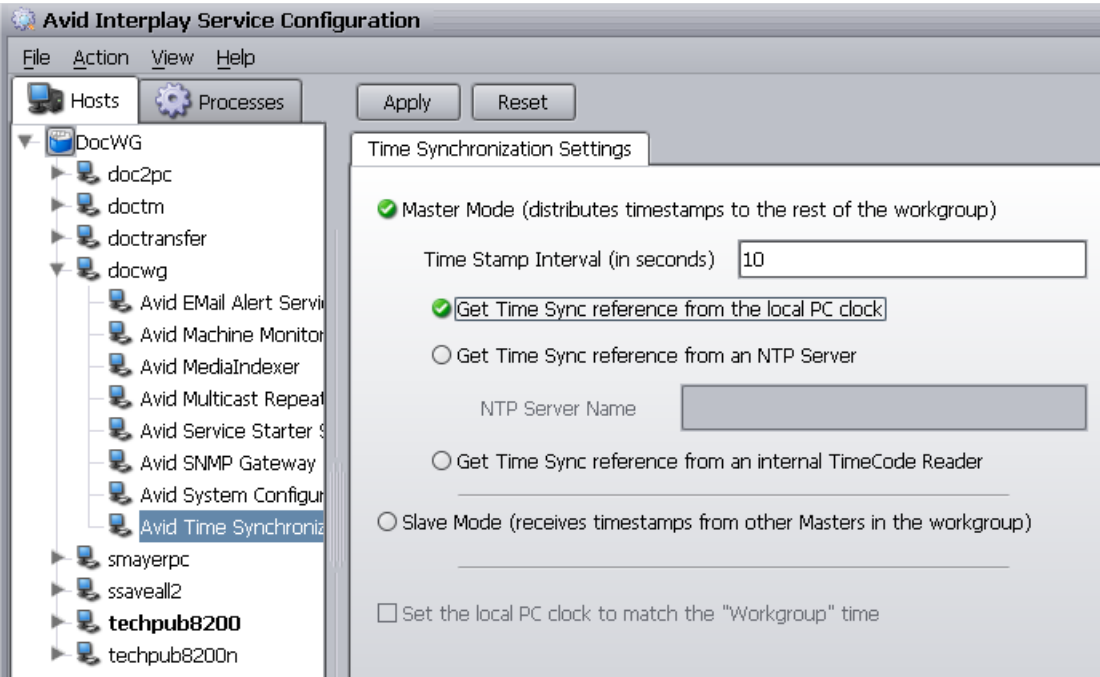 Avid Interplay Service Configuration
File Action View Help
Hosts Processes
Apply Reset
DocWG
doc2pc
doctm
doctransfer
docwg
Avid EMail Alert Servi
Avid Machine Monitor
Avid MediaIndexer
Avid Multicast Repeat
Avid Service Starter S
Avid SNMP Gateway
Avid System Configur
Avid Time Synchroniz
smayerpc
ssaveall2
techpub8200
techpub8200n
Time Synchronization Settings
Master Mode (distributes timestamps to the rest of the workgroup)
Time Stamp Interval (in seconds) 10
Get Time Sync reference from the local PC clock
Get Time Sync reference from an NTP Server
NTP Server Name
Get Time Sync reference from an internal TimeCode Reader
Slave Mode (receives timestamps from other Masters in the workgroup)
Set the local PC clock to match the "Workgroup" time